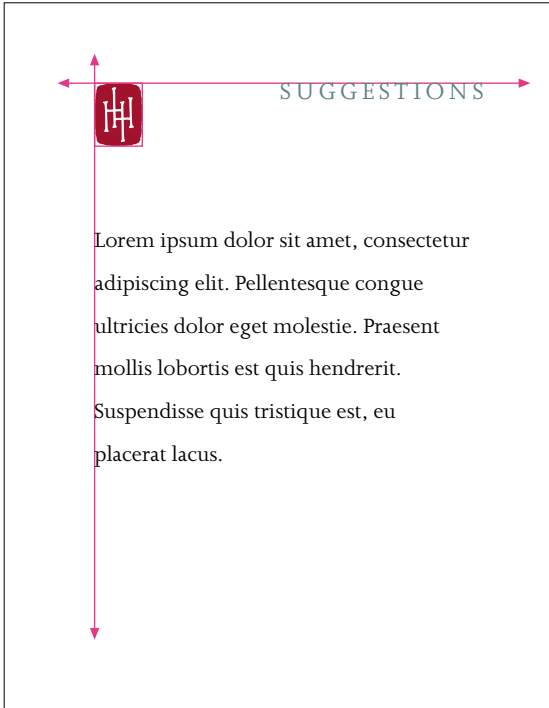 SUGGESTIONS
Lorem ipsum dolor sit amet, consectetur
adipiscing elit. Pellentesque congue
ultricies dolor eget molestie. Praesent
mollis lobortis est quis hendrerit.
Suspendisse quis tristique est, eu
placerat lacus.